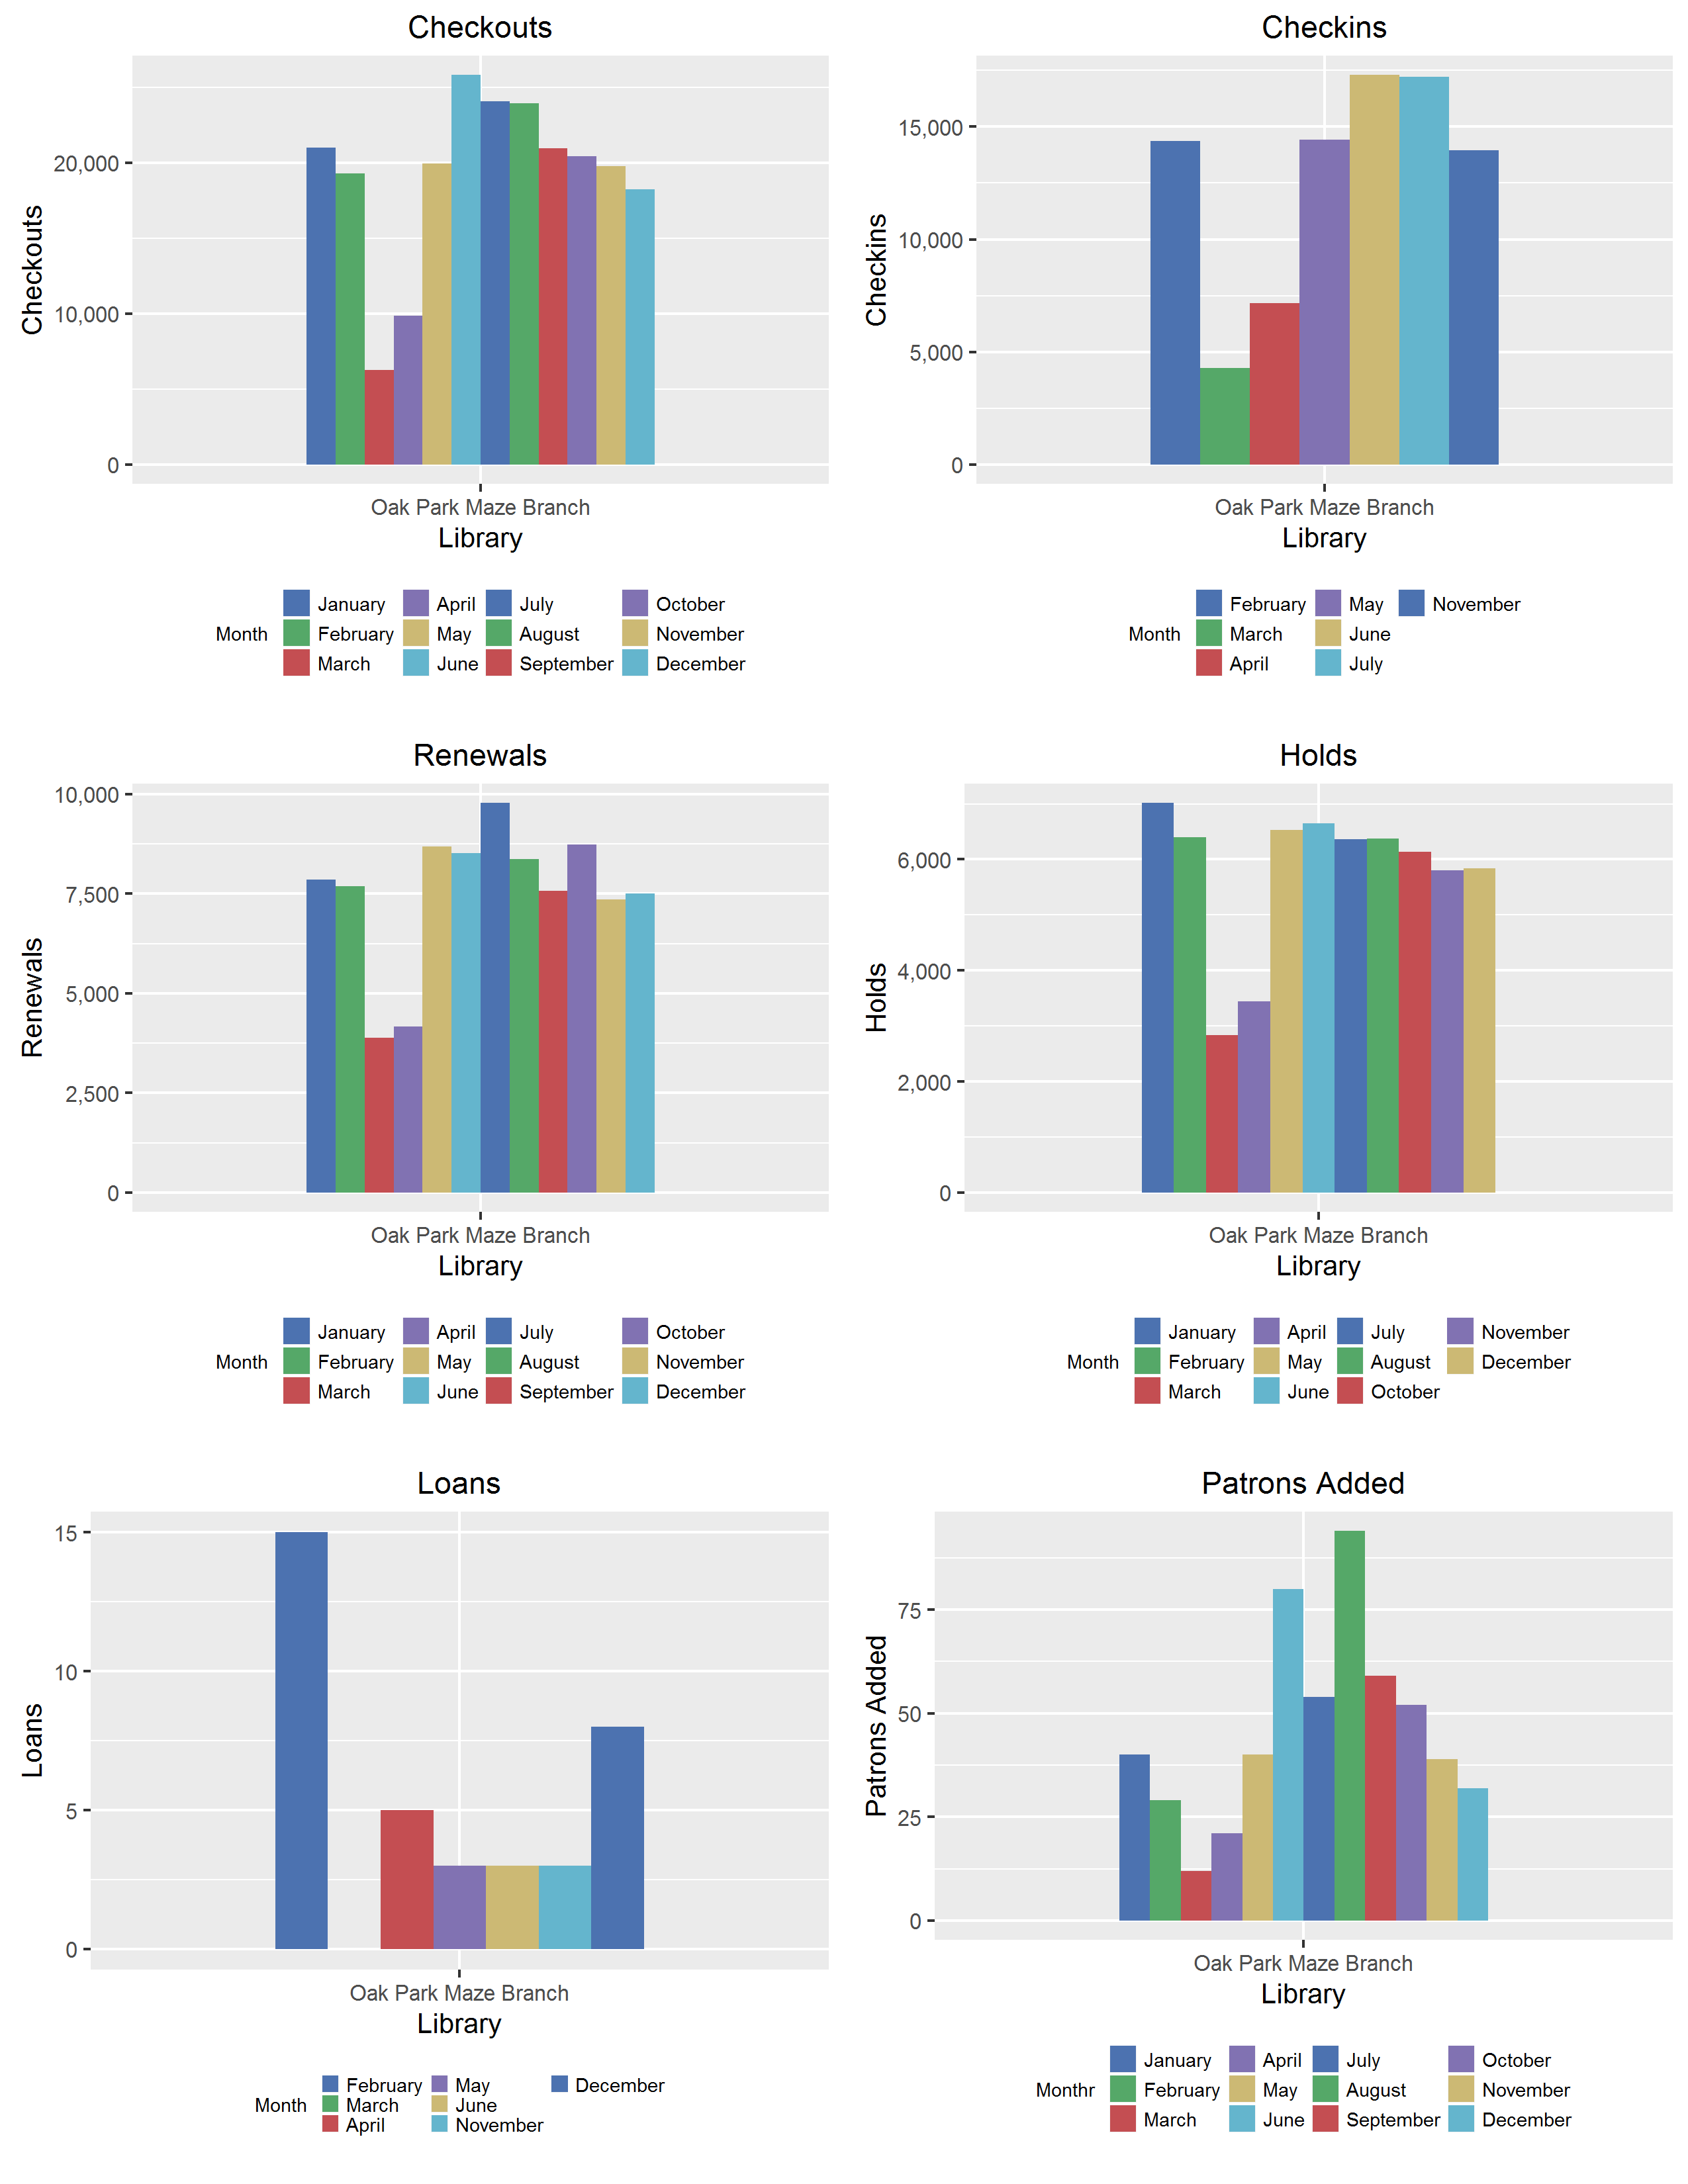 Checkouts
Checkouts
20,000
10,000
0
Oak Park Maze Branch
Library
Month
January April July October
February May August November
March June September December
Checkins
Checkins
15,000
10,000
5,000
0
Oak Park Maze Branch
Library
Month
February May November
March June
April July
Renewals
Renewals
10,000
7,500
5,000
2,500
0
Oak Park Maze Branch
Library
Month
January April July October
February May August November
March June September December
Holds
Holds
6,000
4,000
2,000
0
Oak Park Maze Branch
Library
Month
January April July November
February May August December
March June October
Loans
Loans
15
10
5
0
Oak Park Maze Branch
Library
Month
February May December
March June
April November
Patrons Added
Patrons Added
75
50
25
0
Oak Park Maze Branch
Library
Monthr
January April July October
February May August November
March June September December